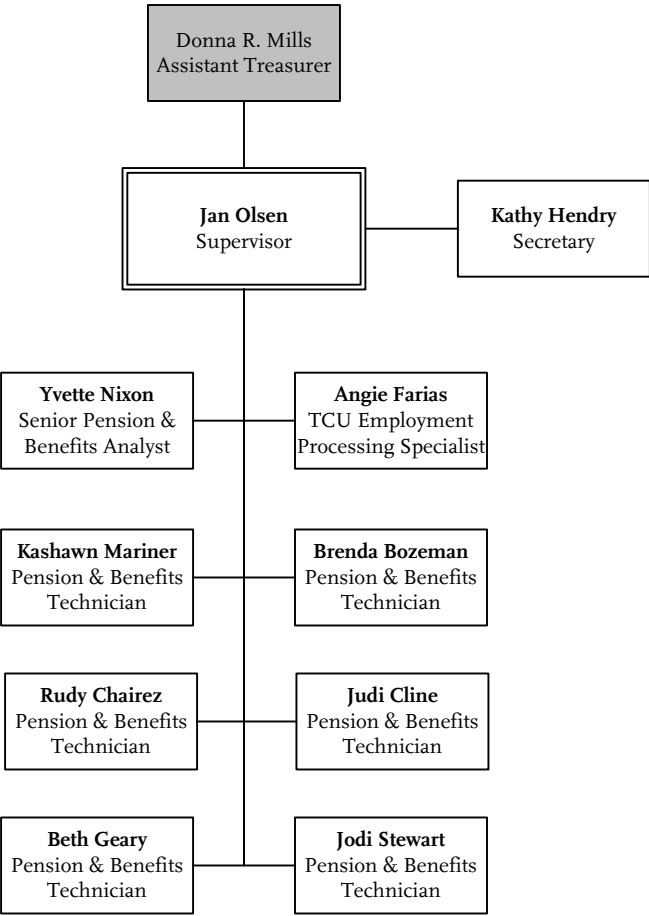 Donna R. Mills
Assistant Treasurer
Jan Olsen
Supervisor
Kathy Hendry
Secretary
Yvette Nixon
Senior Pension &
Benefits Analyst
Angie Farias
TCU Employment
Processing Specialist
Kashawn Mariner
Pension & Benefits
Technician
Brenda Bozeman
Pension & Benefits
Technician
Rudy Chairez
Pension & Benefits
Technician
Judi Cline
Pension & Benefits
Technician
Beth Geary
Pension & Benefits
Technician
Jodi Stewart
Pension & Benefits
Technician